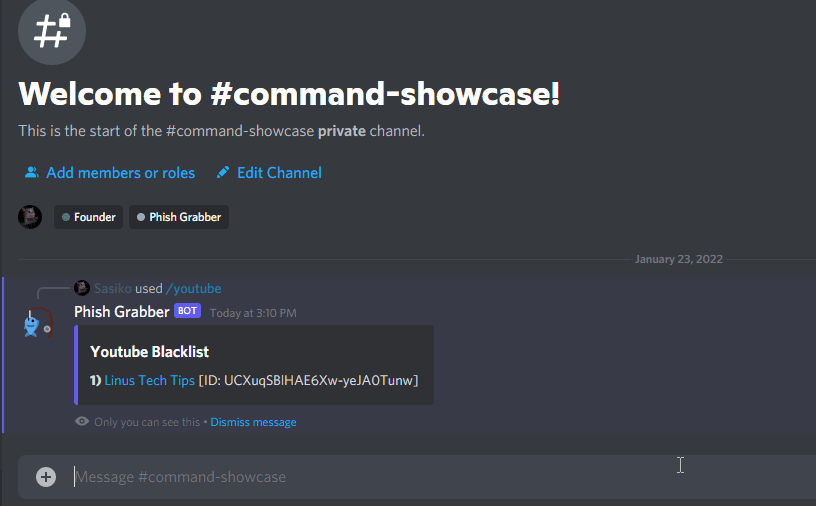 Welcome to #command-showcase!
This is the start of the #command-showcase private channel.
Add members or roles Edit Channel
Founder Phish Grabber
January 23, 2022
Sasiko used /youtube
Phish Grabber BOT Today at 3:10 PM
Youtube Blacklist
1) Linus Tech Tips [ID: UCXuqSBlHAE6Xw-yeJA0Tunw]
Only you can see this • Dismiss message
Message #command-showcase